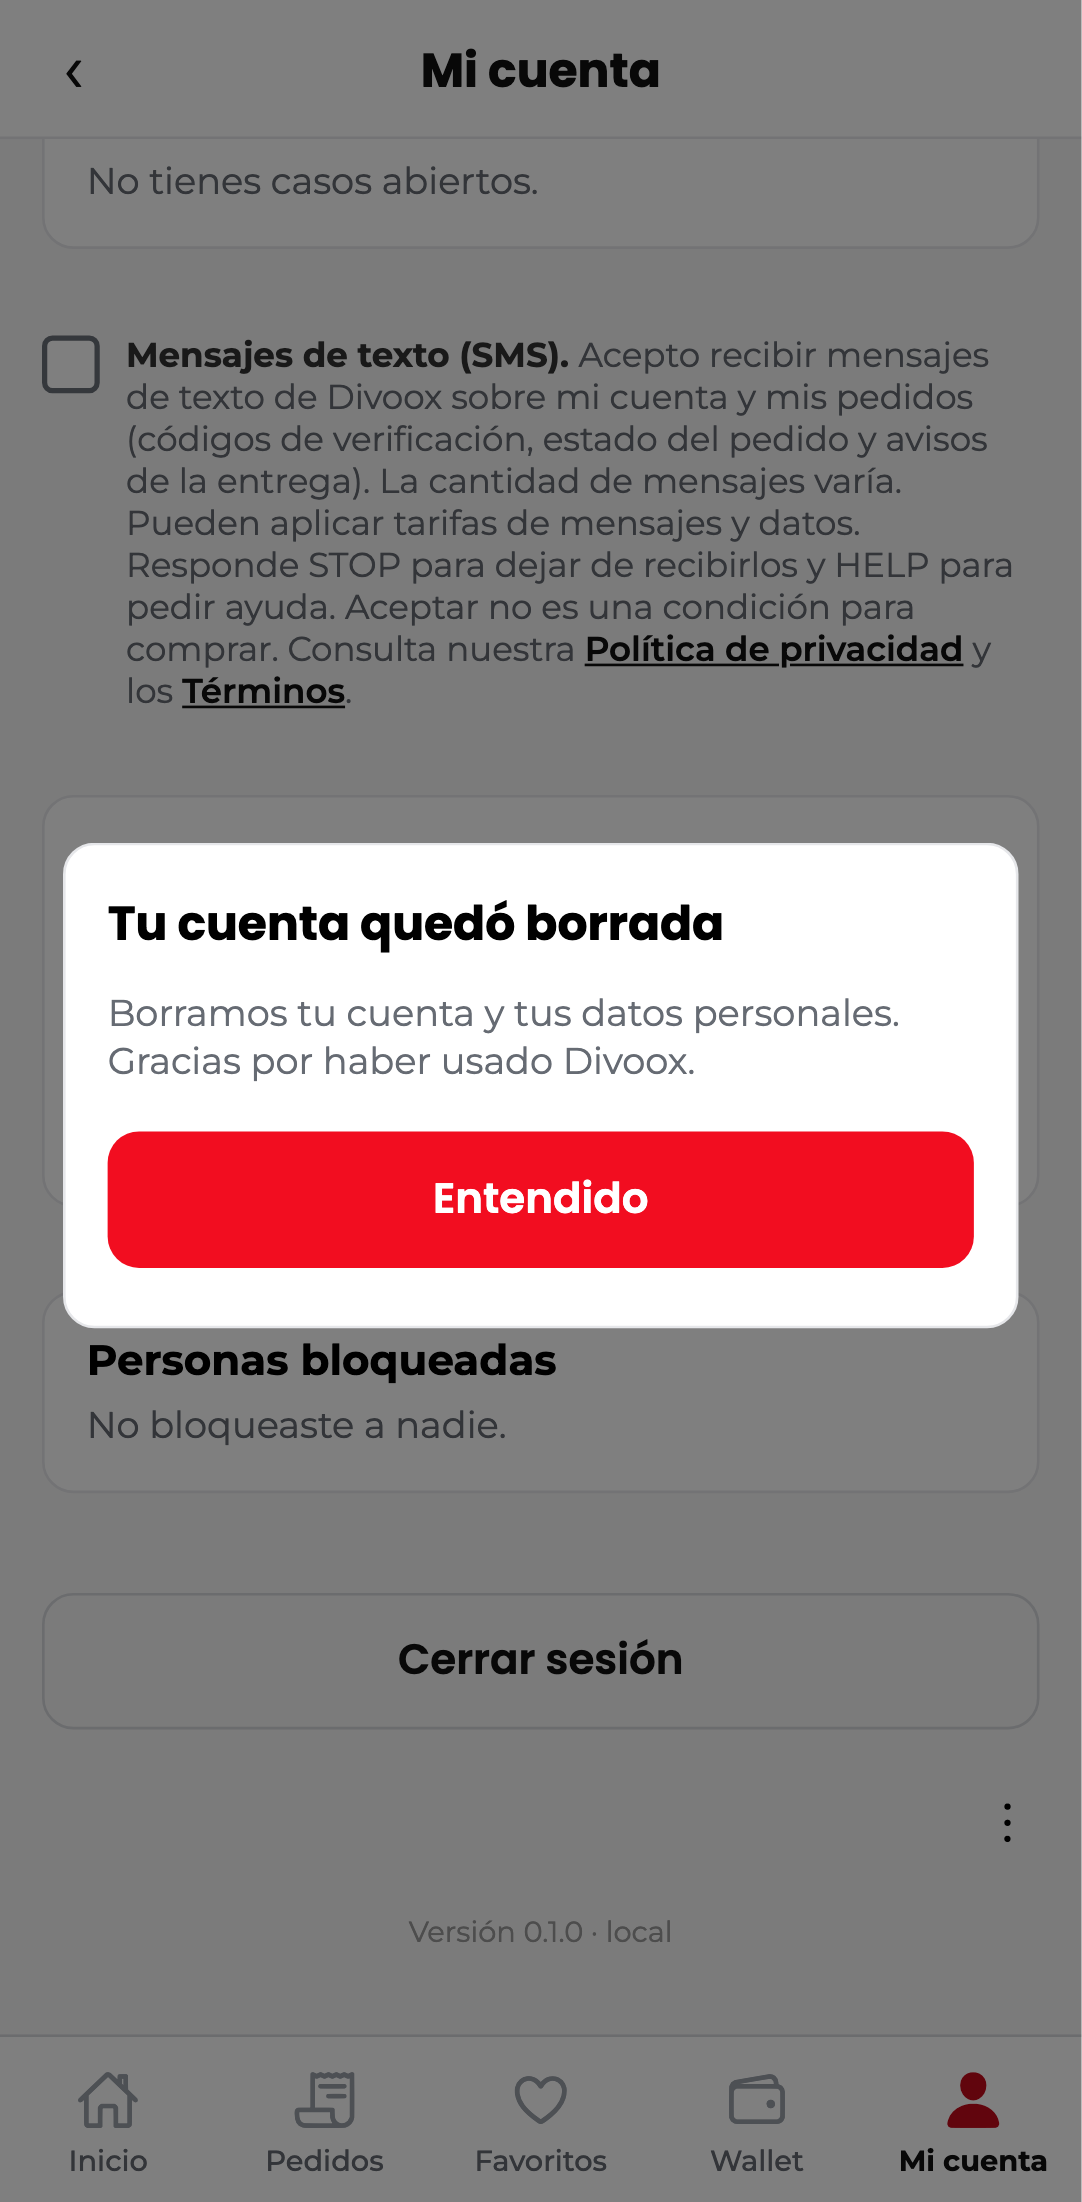 Mi cuenta
No tienes casos abiertos.
Mensajes de texto (SMS). Acepto recibir mensajes
de texto de Divoox sobre mi cuenta y mis pedidos
(códigos de verificación, estado del pedido y avisos
de la entrega). La cantidad de mensajes varía.
Pueden aplicar tarifas de mensajes y datos.
Responde STOP para dejar de recibirlos y HELP para
pedir ayuda. Aceptar no es una condición para
comprar. Consulta nuestra Política de privacidad y
los Términos.
Tu cuenta quedó borrada
Borramos tu cuenta y tus datos personales.
Gracias por haber usado Divoox.
Entendido
Personas bloqueadas
No bloqueaste a nadie.
Cerrar sesión
Versión 0.1.0 · local
Inicio
Pedidos
Favoritos
Wallet
Mi cuenta